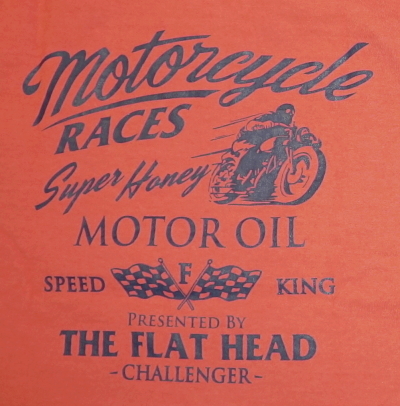 Motorcycle
RACES
Super Honey
MOTOR OIL
SPEED F KING
PRESENTED BY
THE FLAT HEAD
- CHALLENGER -